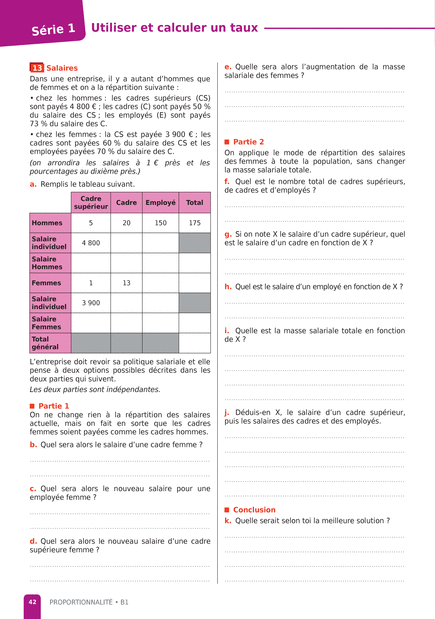 Série 1
Utiliser et calculer un taux
13 Salaires
Dans une entreprise, il y a autant d'hommes que
de femmes et on a la répartition suivante :
• chez les hommes : les cadres supérieurs (CS)
sont payés 4 800 € ; les cadres (C) sont payés 50 %
du salaire des CS ; les employés (E) sont payés
73 % du salaire des C.
• chez les femmes : la CS est payée 3 900 € ; les
cadres sont payées 60 % du salaire des CS et les
employées payées 70 % du salaire des C.
(on arrondira les salaires à 1 € près et les
pourcentages au dixième près.)
a. Remplis le tableau suivant.
Cadre supérieur Cadre Employé Total
Hommes 5 20 150 175
Salaire individuel 4 800
Salaire Hommes
Femmes 1 13
Salaire individuel 3 900
Salaire Femmes
Total général
L'entreprise doit revoir sa politique salariale et elle
pense à deux options possibles décrites dans les
deux parties qui suivent.
Les deux parties sont indépendantes.
Partie 1
On ne change rien à la répartition des salaires
actuelle, mais on fait en sorte que les cadres
femmes soient payées comme les cadres hommes.
b. Quel sera alors le salaire d'une cadre femme ?
c. Quel sera alors le nouveau salaire pour une
employée femme ?
d. Quel sera alors le nouveau salaire d'une cadre
supérieure femme ?
e. Quelle sera alors l'augmentation de la masse
salariale des femmes ?
Partie 2
On applique le mode de répartition des salaires
des femmes à toute la population, sans changer
la masse salariale totale.
f. Quel est le nombre total de cadres supérieurs,
de cadres et d'employés ?
g. Si on note X le salaire d'un cadre supérieur, quel
est le salaire d'un cadre en fonction de X ?
h. Quel est le salaire d'un employé en fonction de X ?
i. Quelle est la masse salariale totale en fonction
de X ?
j. Déduis-en X, le salaire d'un cadre supérieur,
puis les salaires des cadres et des employés.
Conclusion
k. Quelle serait selon toi la meilleure solution ?
42 PROPORTIONNALITÉ • B1